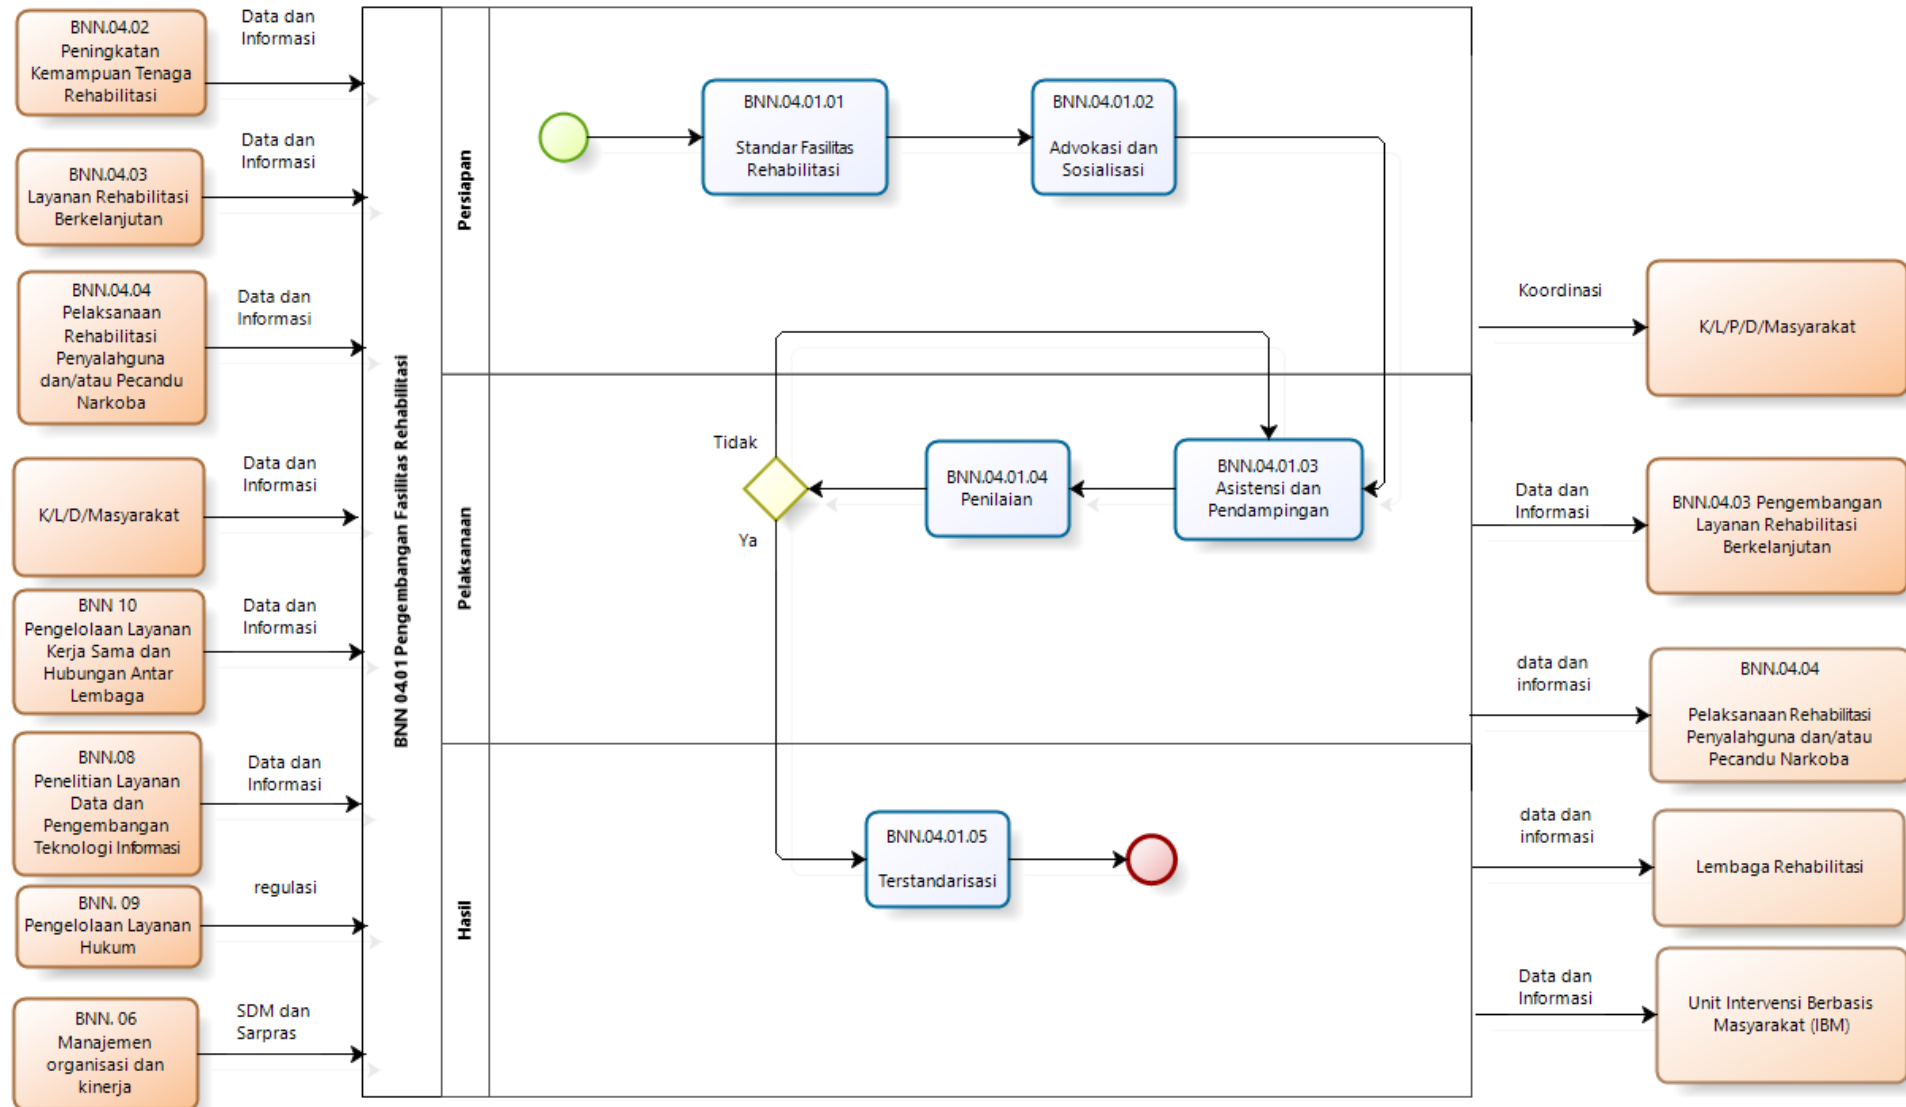 BNN.04.02
Peningkatan
Kemampuan Tenaga
Rehabilitasi
Data dan
Informasi
BNN.04.03
Layanan Rehabilitasi
Berkelanjutan
Data dan
Informasi
BNN.04.04
Pelaksanaan
Rehabilitasi
Penyalahguna
dan/atau Pecandu
Narkoba
Data dan
Informasi
K/L/D/Masyarakat
Data dan
Informasi
BNN 10
Pengelolaan Layanan
Kerja Sama dan
Hubungan Antar
Lembaga
Data dan
Informasi
BNN.08
Penelitian Layanan
Data dan
Pengembangan
Teknologi Informasi
Data dan
Informasi
BNN. 09
Pengelolaan Layanan
Hukum
regulasi
BNN. 06
Manajemen
organisasi dan
kinerja
SDM dan
Sarpras
BNN 04.01 Pengembangan Fasilitas Rehabilitasi
Persiapan
BNN.04.01.01
Standar Fasilitas
Rehabilitasi
BNN.04.01.02
Advokasi dan
Sosialisasi
Pelaksanaan
Tidak
Ya
BNN.04.01.04
Penilaian
BNN.04.01.03
Asistensi dan
Pendampingan
Hasil
BNN.04.01.05
Terstandarisasi
Koordinasi
K/L/P/D/Masyarakat
Data dan
Informasi
BNN.04.03 Pengembangan
Layanan Rehabilitasi
Berkelanjutan
data dan
informasi
BNN.04.04
Pelaksanaan Rehabilitasi
Penyalahguna dan/atau
Pecandu Narkoba
data dan
informasi
Lembaga Rehabilitasi
Data dan
Informasi
Unit Intervensi Berbasis
Masyarakat (IBM)